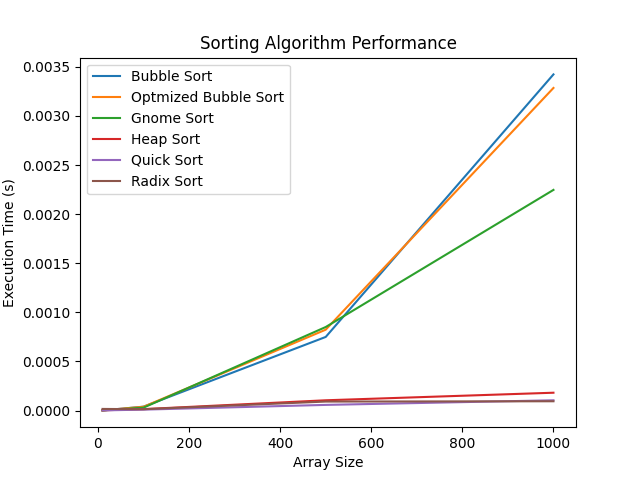 Sorting Algorithm Performance
Execution Time (s)
0.0035
0.0030
0.0025
0.0020
0.0015
0.0010
0.0005
0.0000
Bubble Sort
Optmized Bubble Sort
Gnome Sort
Heap Sort
Quick Sort
Radix Sort
0 200 400 600 800 1000
Array Size